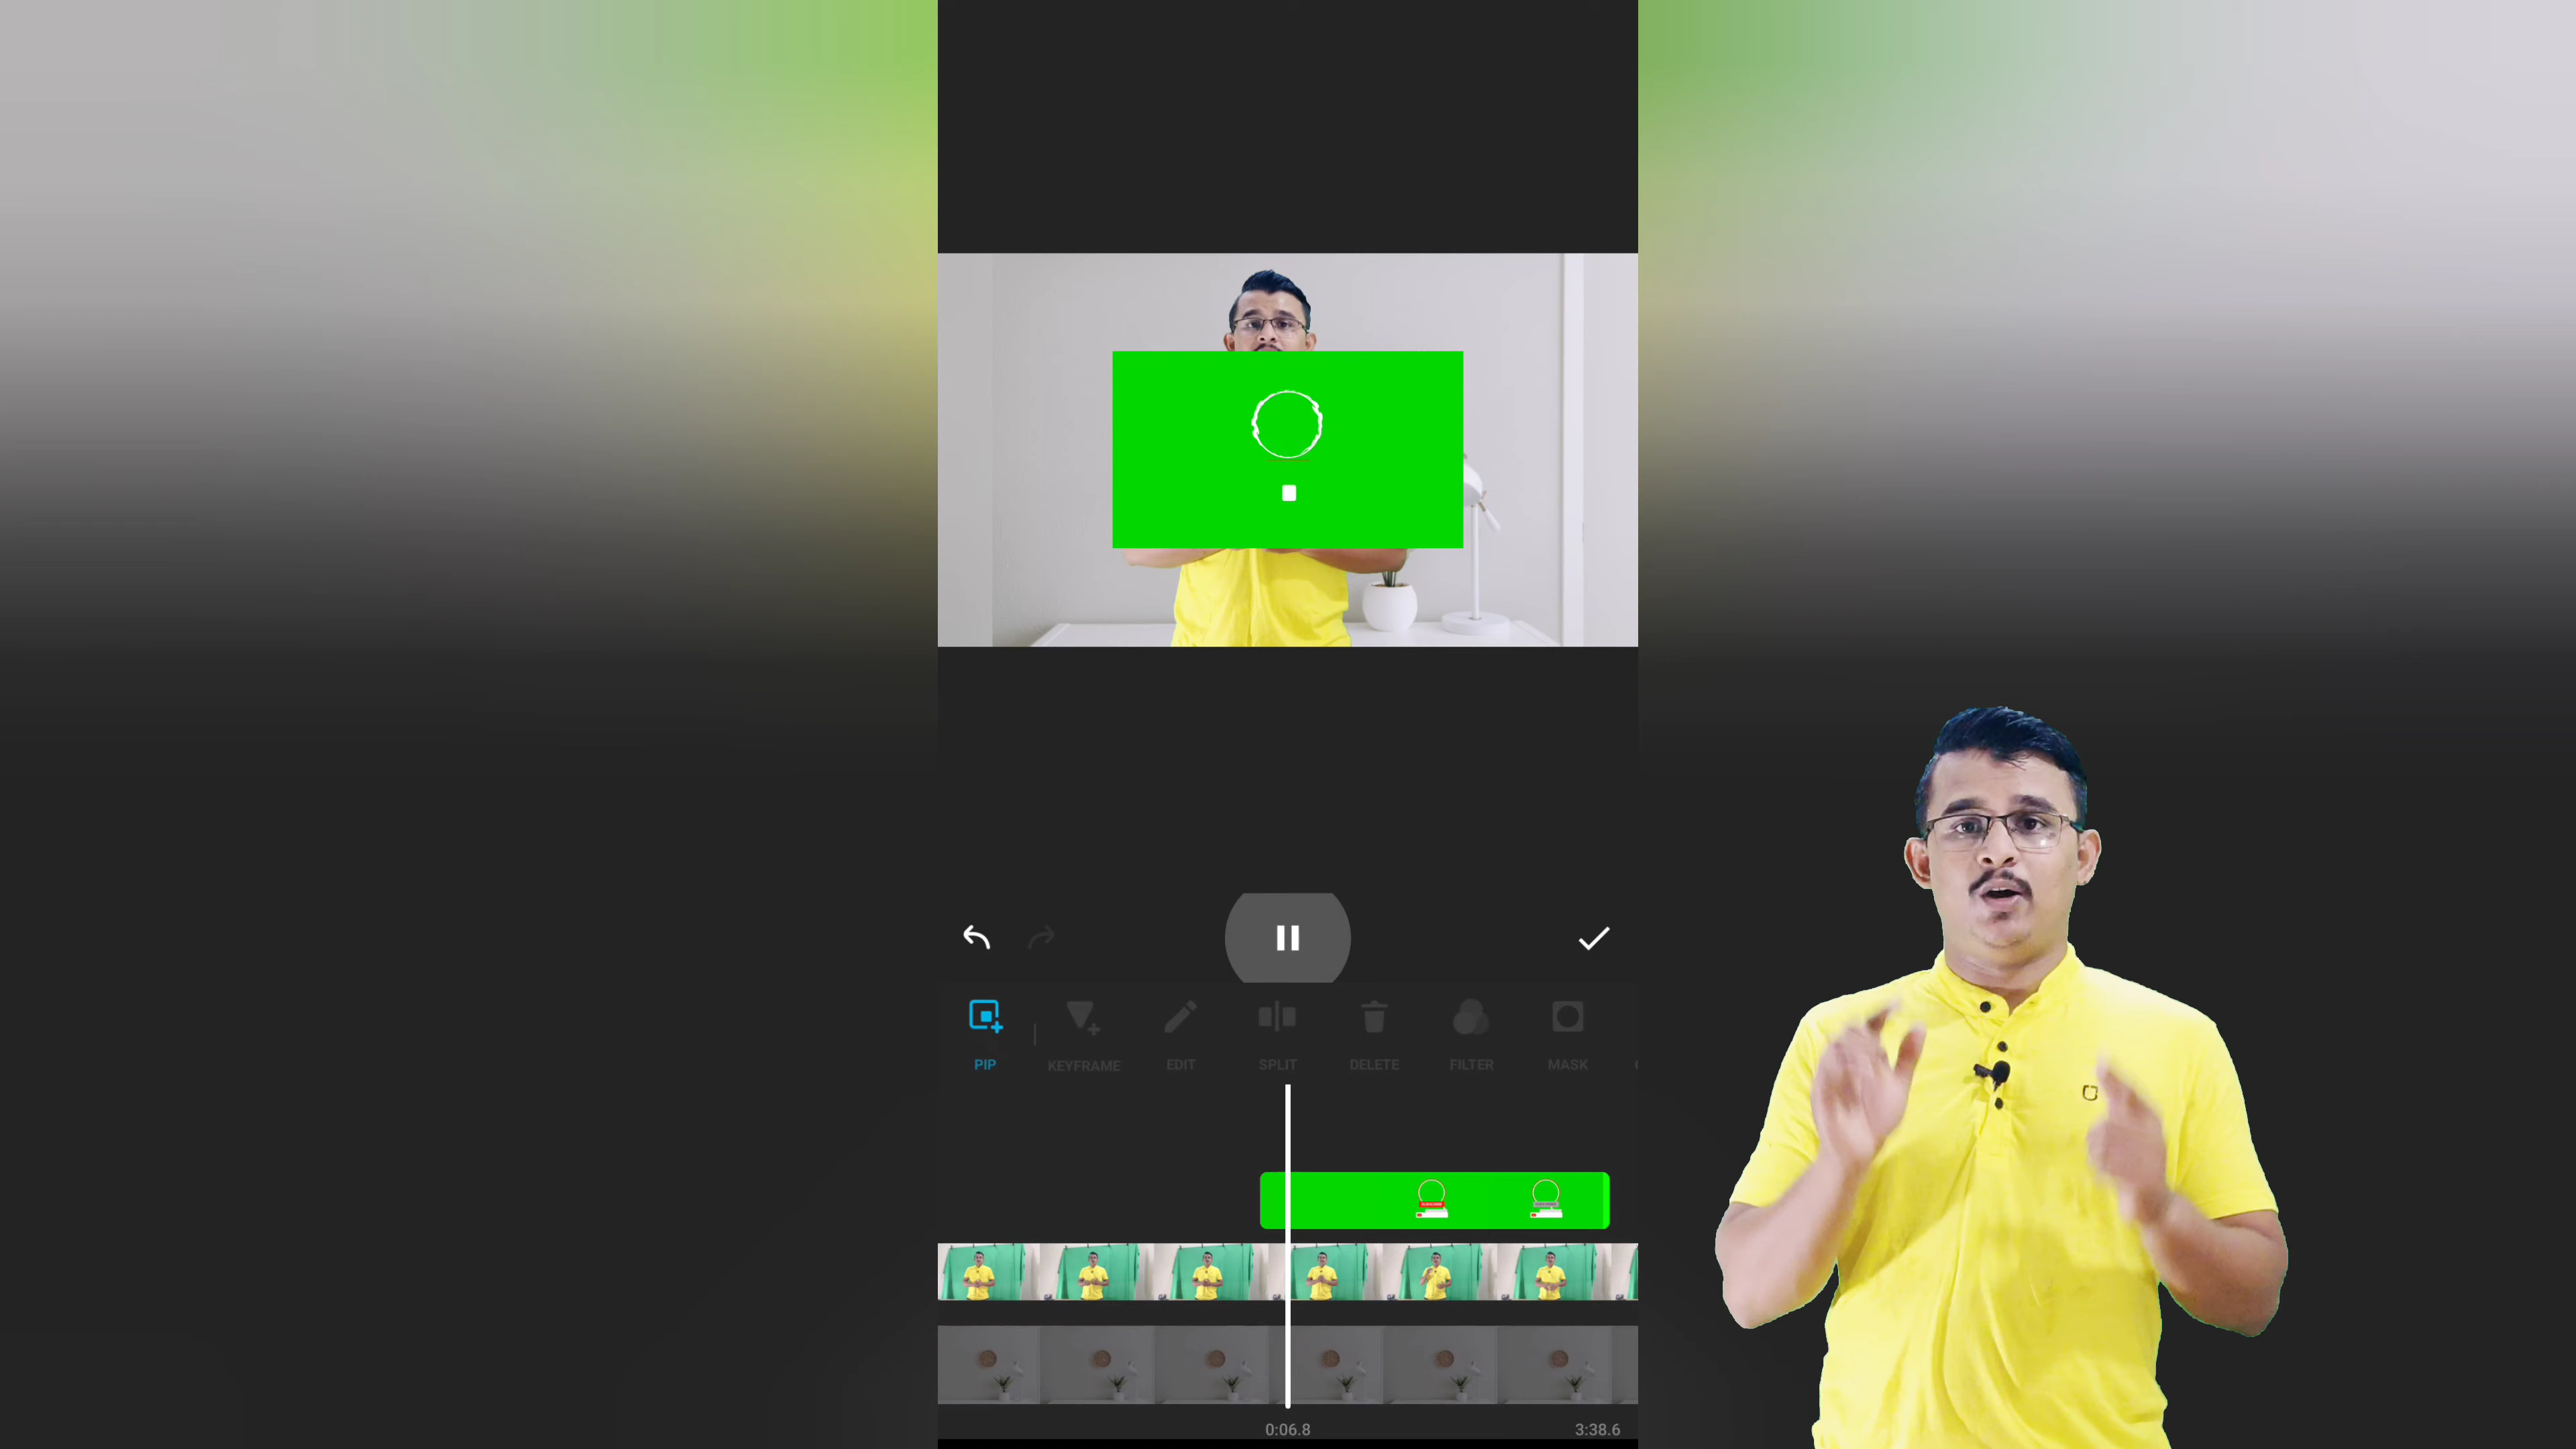 PIP
KEYFRAME
EDIT
SPLIT
DELETE
FILTER
MASK
0:06.8
3:38.6